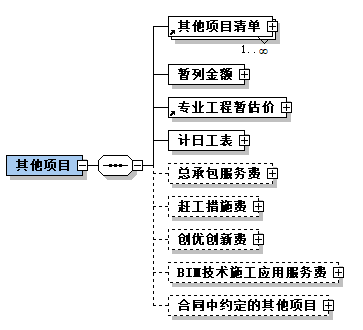 其他项目清单
1..∞
暂列金额
专业工程暂估价
计日工表
其他项目
总承包服务费
赶工措施费
创优创新费
BIM技术施工应用服务费
合同中约定的其他项目